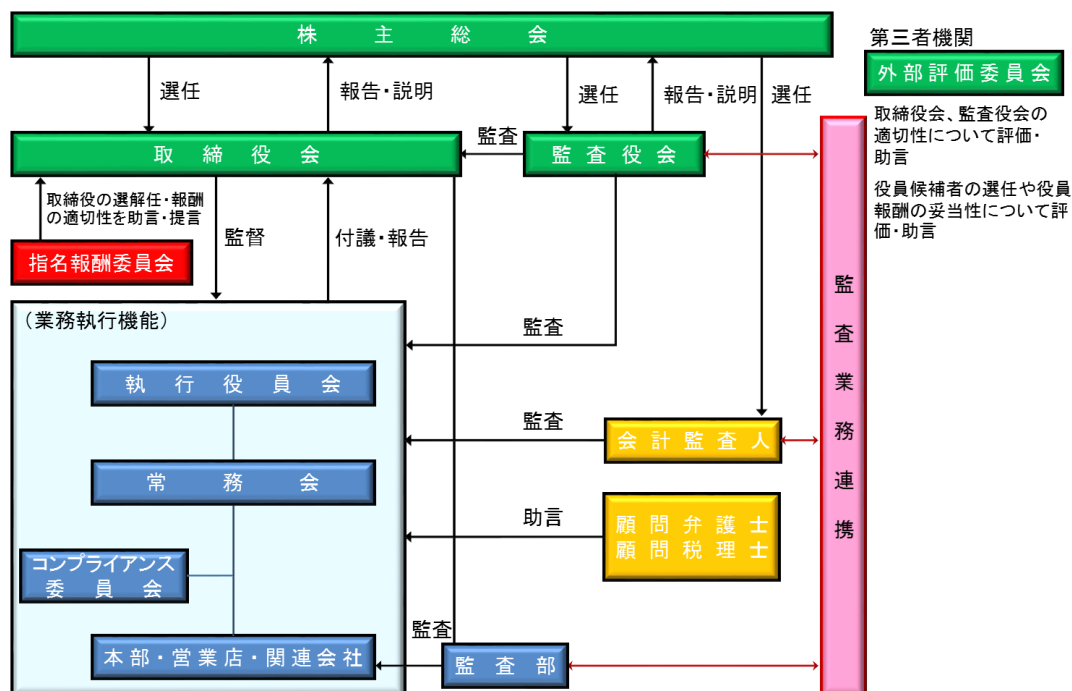 株主総会
第三者機関
外部評価委員会
取締役会、監査役会の
適切性について評価・
助言
役員候補者の選任や役員
報酬の妥当性について評
価・助言
選任
報告・説明
選任
報告・説明
選任
取締役会
監査
監査役会
取締役の選解任・報酬
の適切性を助言・提言
指名報酬委員会
監督
付議・報告
(業務執行機能)
監査
執行役員会
監査
会計監査人
常務会
助言
顧問弁護士
顧問税理士
コンプライアンス
委員会
監査
本部・営業店・関連会社
監査部
監査業務連携